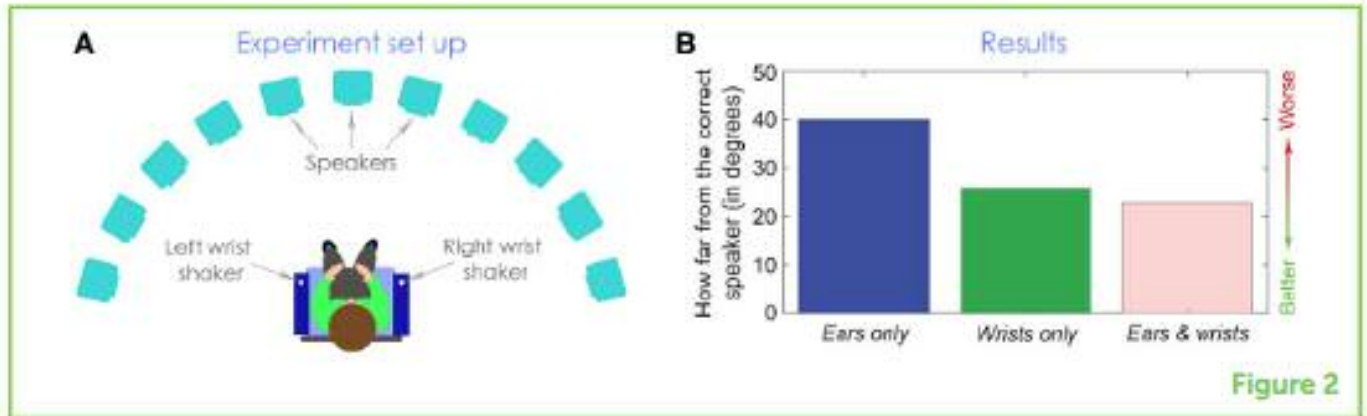 A
Experiment set up
Speakers
Left wrist
shaker
Right wrist
shaker
B
Results
How far from the correct
speaker (in degrees)
50
40
30
20
10
0
Ears only
Wrists only
Ears & wrists
Worse
Better
Figure 2